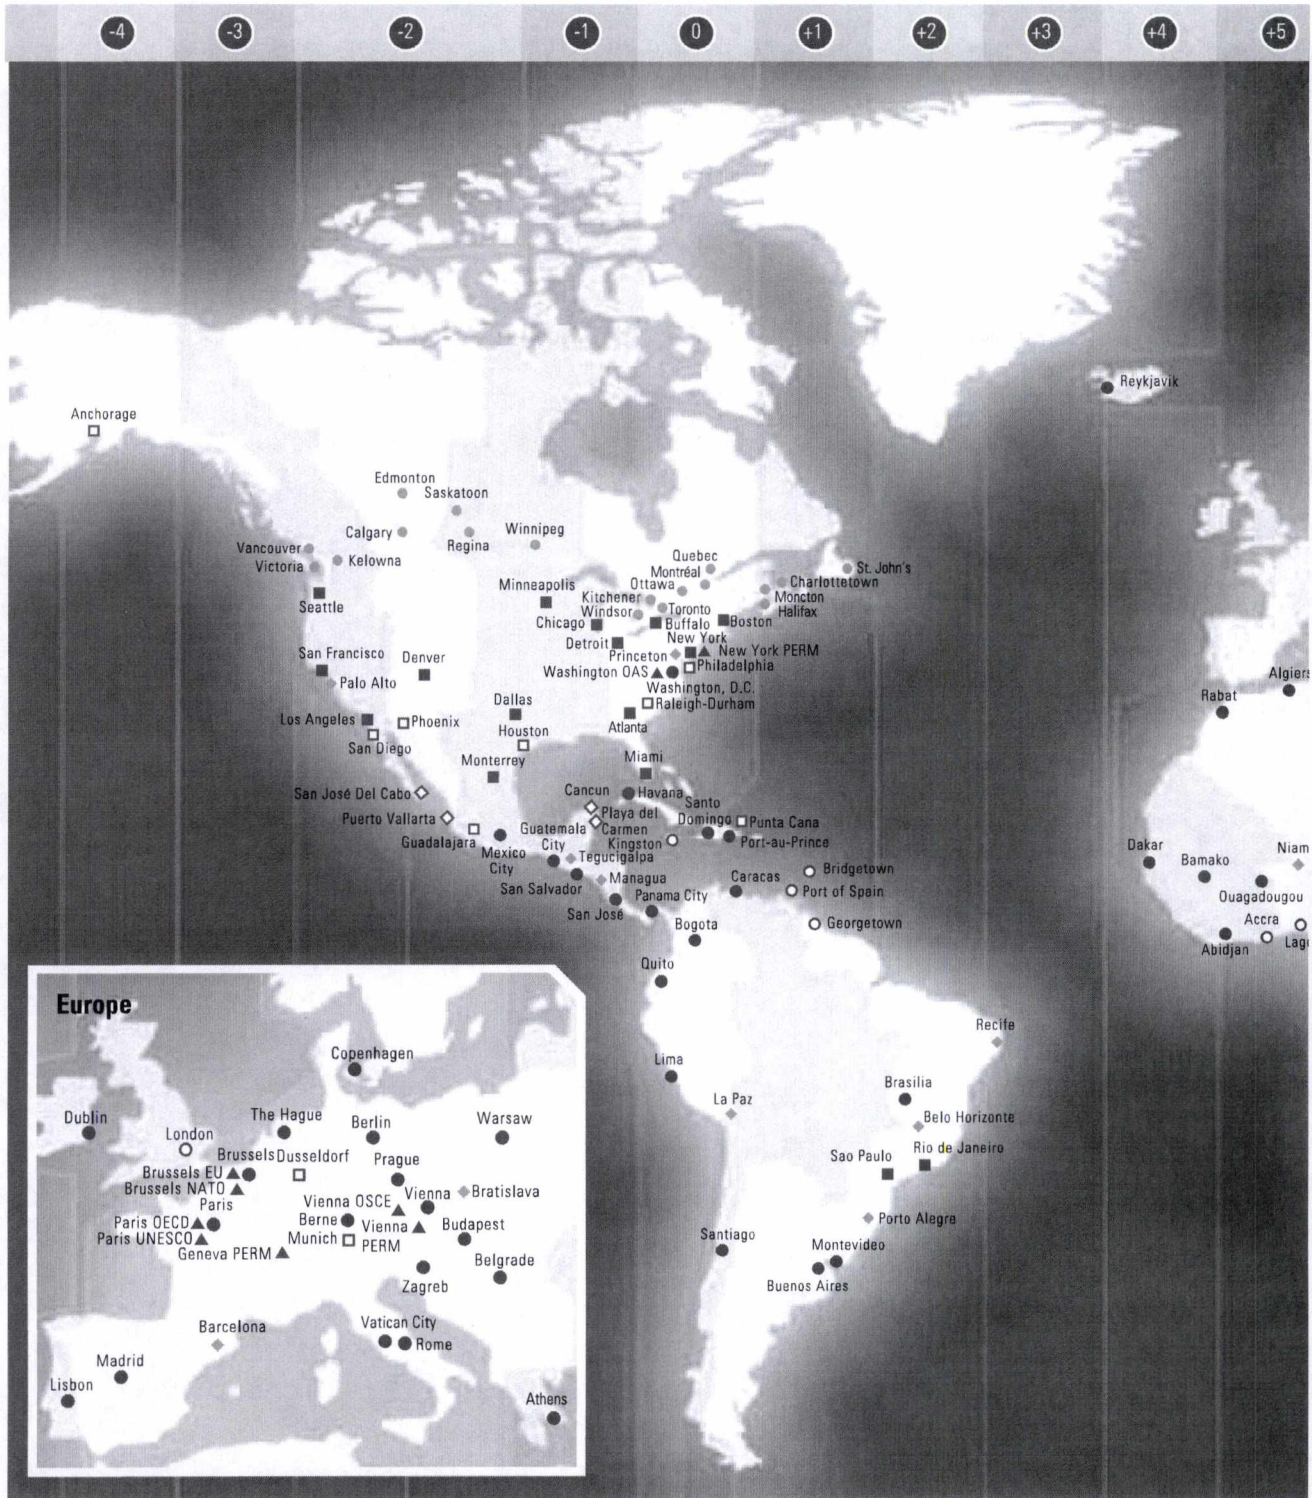 -4 -3 -2 -1 0 +1 +2 +3 +4 +5
Reykjavik
Anchorage
Edmonton
Saskatoon
Calgary
Regina
Winnipeg
Vancouver
Victoria
Kelowna
Seattle
Quebec
Montréal
Ottawa
Kitchener
Windsor
Toronto
St. John's
Charlottetown
Moncton
Halifax
Minneapolis
Chicago
Buffalo
Boston
Detroit
New York
New York PERM
Princeton
Philadelphia
Washington OAS
Washington, D.C.
Raleigh-Durham
San Francisco
Palo Alto
Denver
Los Angeles
Phoenix
San Diego
Dallas
Houston
Atlanta
Monterrey
Miami
San José Del Cabo
Puerto Vallarta
Guadalajara
Mexico
City
Cancun
Playa del
Carmen
Havana
Santo
Domingo
Punta Cana
Port-au-Prince
Kingston
Guatemala
City
Tegucigalpa
San Salvador
Managua
San José
Panama City
Caracas
Bridgetown
Port of Spain
Georgetown
Bogota
Quito
Lima
La Paz
Recife
Brasilia
Belo Horizonte
Sao Paulo
Rio de Janeiro
Porto Alegre
Santiago
Montevideo
Buenos Aires
Algiers
Rabat
Dakar
Bamako
Niam
Ouagadougou
Accra
Abidjan
Lago
Europe
Copenhagen
Dublin
London
The Hague
Berlin
Warsaw
Brussels
Dusseldorf
Brussels EU
Brussels NATO
Prague
Bratislava
Vienna OSCE
Vienna
Paris
Paris OECD
Paris UNESCO
Berne
Munich
Vienna
PERM
Budapest
Geneva PERM
Belgrade
Zagreb
Barcelona
Vatican City
Rome
Madrid
Lisbon
Athens